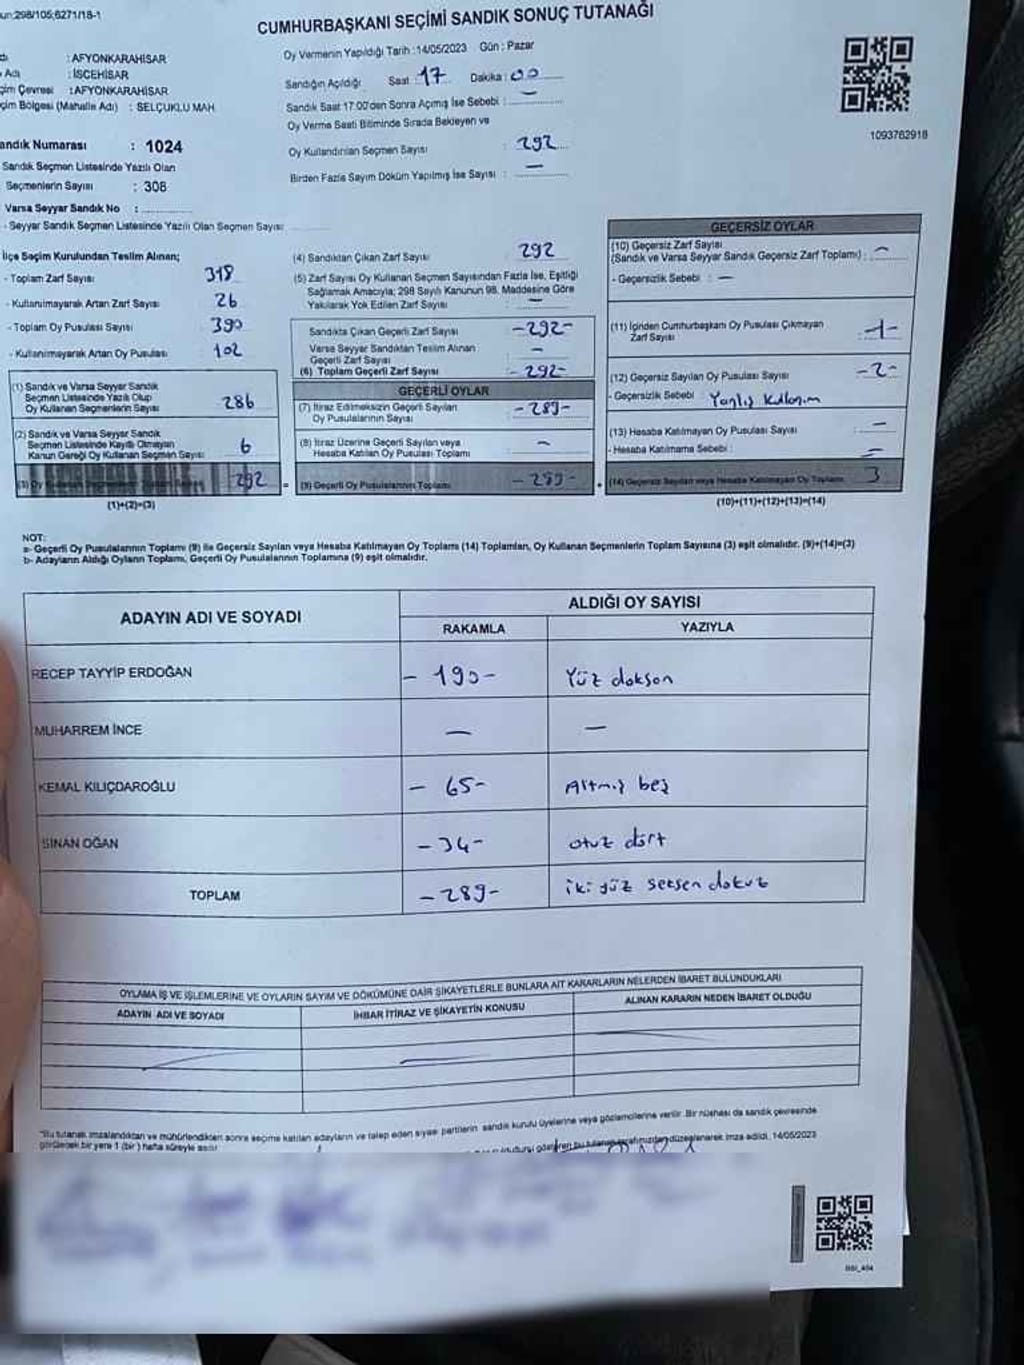 CUMHURBAŞKANI SEÇİMİ SANDIK SONUÇ TUTANAĞI
:298/105;6271/18-1
: AFYONKARAHİSAR
Adı : İSCEHİSAR
Çevresi : AFYONKARAHİSAR
Bölgesi (Mahalle Adı) : SELÇUKLU MAH.
Sandık Numarası : 1024
Sandık Seçmen Listesinde Yazılı Olan
Seçmenlerin Sayısı : 308
Varsa Seyyar Sandık No :
- Seyyar Sandık Seçmen Listesinde Yazılı Olan Seçmen Sayısı
Oy Vermenin Yapıldığı Tarih :14/05/2023 Gün : Pazar
Sandığın Açıldığı Saat 17 Dakika : 00
Sandık Saat 17:00'den Sonra Açımış İse Sebebi : —
Oy Verme Saati Bitiminde Sırada Bekleyen ve
Oy Kullandırılan Seçmen Sayısı : 292
Birden Fazla Sayım Döküm Yapılmış İse Sayısı : —
1093762918
İlçe Seçim Kurulundan Teslim Alınan;
- Toplam Zarf Sayısı 318
- Kullanılmayarak Artan Zarf Sayısı 26
- Toplam Oy Pusulası Sayısı 390
- Kullanılmayarak Artan Oy Pusulası 102
(1) Sandık ve Varsa Seyyar Sandık
Seçmen Listesinde Yazılı Olup
Oy Kullanan Seçmenlerin Sayısı 286
(2) Sandık ve Varsa Seyyar Sandık
Seçmen Listesinde Kayıtlı Olmayan
Kanun Gereği Oy Kullanan Seçmen Sayısı 6
(3) Oy Kullanan Seçmenlerin Toplam Sayısı 292
(1)+(2)=(3)
(4) Sandıktan Çıkan Zarf Sayısı 292
(5) Zarf Sayısı Oy Kullanan Seçmen Sayısından Fazla İse, Eşitliği
Sağlamak Amacıyla; 298 Sayılı Kanunun 98. Maddesine Göre
Yakılarak Yok Edilen Zarf Sayısı : —
Sandıkta Çıkan Geçerli Zarf Sayısı -292-
Varsa Seyyar Sandıktan Teslim Alınan
Geçerli Zarf Sayısı —
(6) Toplam Geçerli Zarf Sayısı -292-
GEÇERLİ OYLAR
(7) İtiraz Edilmeksizin Geçerli Sayılan
Oy Pusulalarının Sayısı -289-
(8) İtiraz Üzerine Geçerli Sayılan veya
Hesaba Katılan Oy Pusulası Toplamı —
(9) Geçerli Oy Pusulalarının Toplamı -289-
GEÇERSİZ OYLAR
(10) Geçersiz Zarf Sayısı
(Sandık ve Varsa Seyyar Sandık Geçersiz Zarf Toplamı) : —
- Geçersizlik Sebebi : —
(11) İçinden Cumhurbaşkanı Oy Pusulası Çıkmayan
Zarf Sayısı -1-
(12) Geçersiz Sayılan Oy Pusulası Sayısı -2-
- Geçersizlik Sebebi : Yanlış Kullanım
(13) Hesaba Katılmayan Oy Pusulası Sayısı —
- Hesaba Katılmama Sebebi : —
(14) Geçersiz Sayılan veya Hesaba Katılmayan Oy Toplamı 3
(10)+(11)+(12)+(13)=(14)
NOT:
a- Geçerli Oy Pusulalarının Toplamı (9) ile Geçersiz Sayılan veya Hesaba Katılmayan Oy Toplamı (14) Toplamları, Oy Kullanan Seçmenlerin Toplam Sayısına (3) eşit olmalıdır. (9)+(14)=(3)
b- Adayların Aldığı Oyların Toplamı, Geçerli Oy Pusulalarının Toplamına (9) eşit olmalıdır.
ADAYIN ADI VE SOYADI
ALDIĞI OY SAYISI
RAKAMLA YAZIYLA
RECEP TAYYİP ERDOĞAN - 190- Yüz doksan
MUHARREM İNCE — —
KEMAL KILIÇDAROĞLU - 65- Altmış beş
SİNAN OĞAN -34- otuz dört
TOPLAM -289- iki yüz seksen dokuz
OYLAMA İŞ VE İŞLEMLERİNE VE OYLARIN SAYIM VE DÖKÜMÜNE DAİR ŞİKAYETLERLE BUNLARA AİT KARARLARIN NELERDEN İBARET BULUNDUKLARI
ADAYIN ADI VE SOYADI İHBAR İTİRAZ VE ŞİKAYETİN KONUSU ALINAN KARARIN NEDEN İBARET OLDUĞU
"Bu tutanak imzalandıktan ve mühürlendikten sonra seçime katılan adayların ve talep eden siyasi partilerin sandık kurulu üyelerine veya gözlemcilerine verilir. Bir nüshası da sandık çevresinde
görülecek bir yere 1 (bir) hafta süreyle asılır.
gösteren bu tutanak tarafımızdan düzenlenerek imza edildi. 14/05/2023